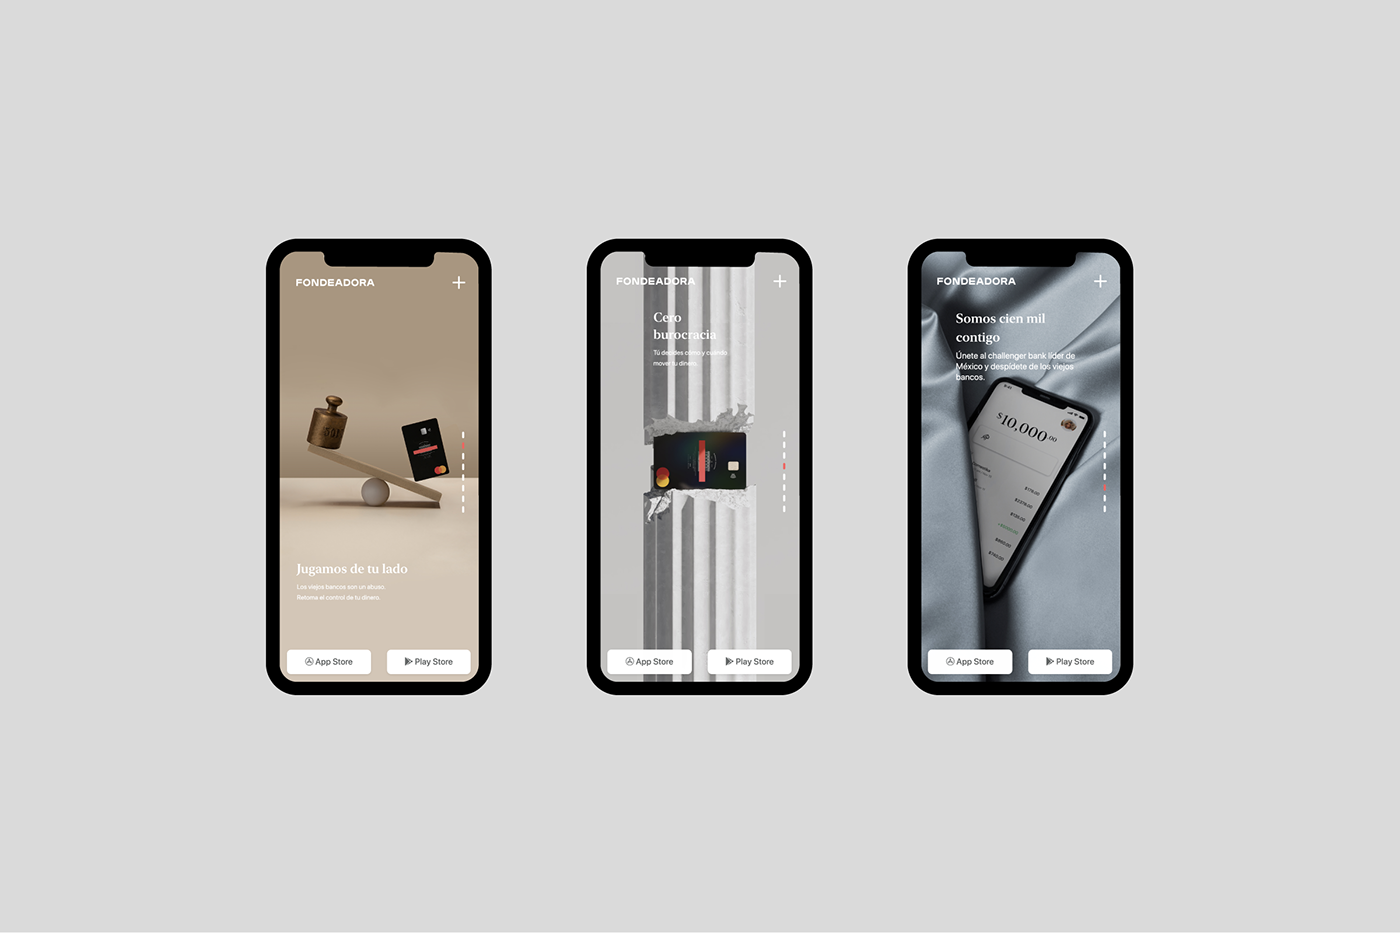 FONDEADORA
Jugamos de tu lado
Los viejos bancos son un abuso.
Retoma el control de tu dinero.
App Store
Play Store
FONDEADORA
Cero
burocracia
Tú decides cómo y cuándo
mover tu dinero.
App Store
Play Store
FONDEADORA
Somos cien mil
contigo
Únete al challenger bank líder de
México y despídete de los viejos
bancos.
$10,000.00
$176.00
App Store
Play Store